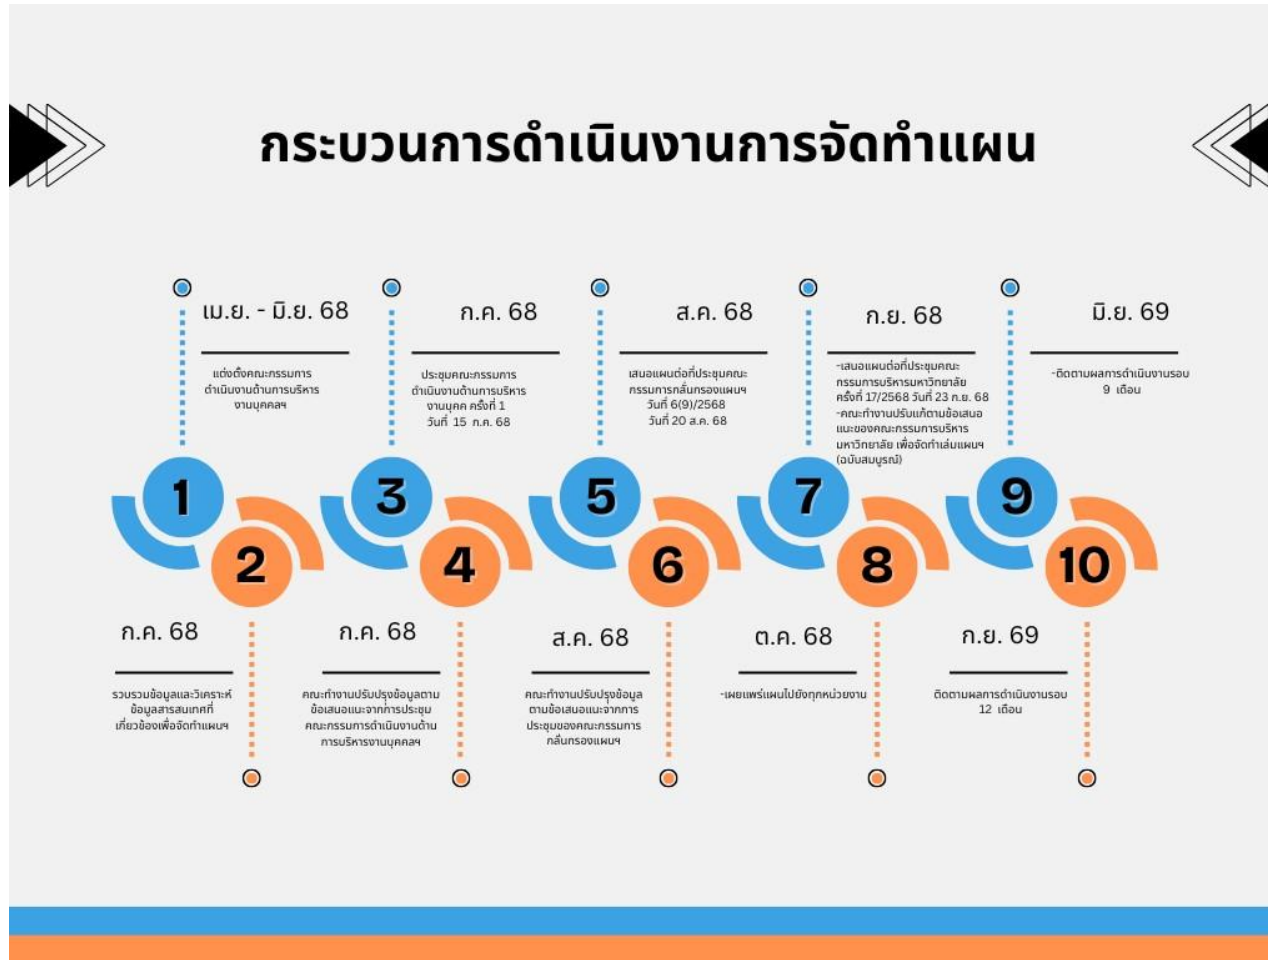 กระบวนการดำเนินงานการจัดทำแผน
เม.ย. - มิ.ย. 68
แต่งตั้งคณะกรรมการ
ดำเนินงานด้านการบริหาร
งานบุคคลฯ
1
2
ก.ค. 68
รวบรวมข้อมูลและวิเคราะห์
ข้อมูลสารสนเทศที่
เกี่ยวข้องเพื่อจัดทำแผนฯ
ก.ค. 68
ประชุมคณะกรรมการ
ดำเนินงานด้านการบริหาร
งานบุคค ครั้งที่ 1
วันที่ 15 ก.ค. 68
3
4
ก.ค. 68
คณะทำงานปรับปรุงข้อมูลตาม
ข้อเสนอแนะจากการประชุม
คณะกรรมการดำเนินงานด้าน
การบริหารงานบุคคลฯ
ส.ค. 68
เสนอแผนต่อที่ประชุมคณะ
กรรมการกลั่นกรองแผนฯ
วันที่ 6(9)/2568
วันที่ 20 ส.ค. 68
5
6
ส.ค. 68
คณะทำงานปรับปรุงข้อมูล
ตามข้อเสนอแนะจากการ
ประชุมของคณะกรรมการ
กลั่นกรองแผนฯ
ก.ย. 68
-เสนอแผนต่อที่ประชุมคณะ
กรรมการบริหารมหาวิทยาลัย
ครั้งที่ 17/2568 วันที่ 23 ก.ย. 68
-คณะทำงานปรับแก้ตามข้อเสนอ
แนะของคณะกรรมการบริหาร
มหาวิทยาลัย เพื่อจัดทำเล่มแผนฯ
(ฉบับสมบูรณ์)
7
8
ต.ค. 68
-เผยแพร่แผนไปยังทุกหน่วยงาน
มิ.ย. 69
-ติดตามผลการดำเนินงานรอบ
9 เดือน
9
10
ก.ย. 69
ติดตามผลการดำเนินงานรอบ
12 เดือน